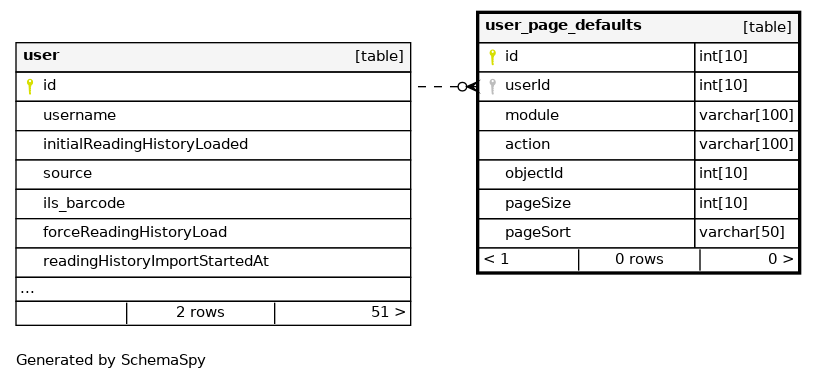 user [table]
id
username
initialReadingHistoryLoaded
source
ils_barcode
forceReadingHistoryLoad
readingHistoryImportStartedAt
...
2 rows 51 >
user_page_defaults [table]
id int[10]
userId int[10]
module varchar[100]
action varchar[100]
objectId int[10]
pageSize int[10]
pageSort varchar[50]
< 1 0 rows 0 >
Generated by SchemaSpy